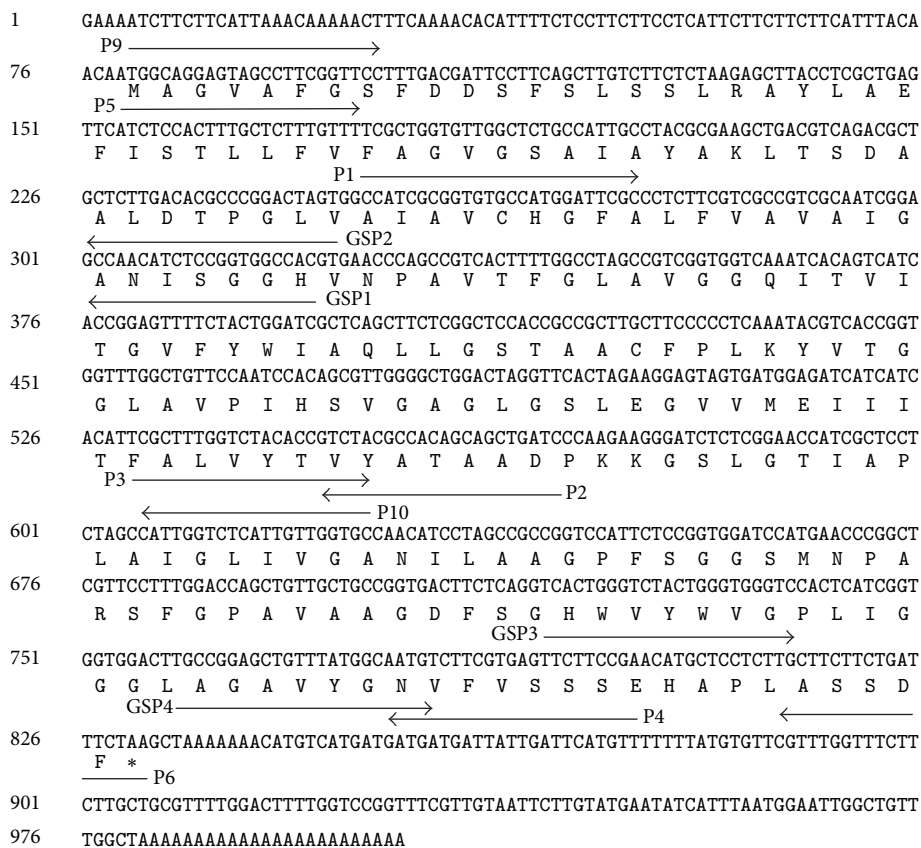 1 GAAAATCTTCTTCATTAAACAAAAACTTTCAAAACACATTTTCTCCTTCTTCCTCATTCTTCTTCTTCATTTACA
P9
76 ACAATGGCAGGAGTAGCCTTCGGTTCCTTTGACGATTCCTTCAGCTTGTCTTCTCTAAGAGCTTACCTCGCTGAG
M A G V A F G S F D D S F S L S S L R A Y L A E
P5
151 TTCATCTCCACTTTGCTCTTTGTTTTCGCTGGTGTTGGCTCTGCCATTGCCTACGCGAAGCTGACGTCAGACGCT
F I S T L L F V F A G V G S A I A Y A K L T S D A
P1
226 GCTCTTGACACGCCCGGACTAGTGGCCATCGCGGTGTGCCATGGATTCGCCCTCTTCGTCGCCGTCGCAATCGGA
A L D T P G L V A I A V C H G F A L F V A V A I G
GSP2
301 GCCAACATCTCCGGTGGCCACGTGAACCCAGCCGTCACTTTTGGCCTAGCCGTCGGTGGTCAAATCACAGTCATC
A N I S G G H V N P A V T F G L A V G G Q I T V I
GSP1
376 ACCGGAGTTTTCTACTGGATCGCTCAGCTTCTCGGCTCCACCGCCGCTTGCTTCCCCCTCAAATACGTCACCGGT
T G V F Y W I A Q L L G S T A A C F P L K Y V T G
451 GGTTTGGCTGTTCCAATCCACAGCGTTGGGGCTGGACTAGGTTCACTAGAAGGAGTAGTGATGGAGATCATCATC
G L A V P I H S V G A G L G S L E G V V M E I I I
526 ACATTCGCTTTGGTCTACACCGTCTACGCCACAGCAGCTGATCCCAAGAAGGGATCTCTCGGAACCATCGCTCCT
T F A L V Y T V Y A T A A D P K K G S L G T I A P
P3
P2
P10
601 CTAGCCATTGGTCTCATTGTTGGTGCCAACATCCTAGCCGCCGGTCCATTCTCCGGTGGATCCATGAACCCGGCT
L A I G L I V G A N I L A A G P F S G G S M N P A
676 CGTTCCTTTGGACCAGCTGTTGCTGCCGGTGACTTCTCAGGTCACTGGGTCTACTGGGTGGGTCCACTCATCGGT
R S F G P A V A A G D F S G H W V Y W V G P L I G
GSP3
751 GGTGGACTTGCCGGAGCTGTTTATGGCAATGTCTTCGTGAGTTCTTCCGAACATGCTCCTCTTGCTTCTTCTGAT
G G L A G A V Y G N V F V S S S E H A P L A S S D
GSP4 P4
826 TTCTAAGCTAAAAAAACATGTCATGATGATGATGATTATTGATTCATGTTTTTTTATGTGTTCGTTTGGTTTCTT
F *
P6
901 CTTGCTGCGTTTTGGACTTTTGGTCCGGTTTCGTTGTAATTCTTGTATGAATATCATTTAATGGAATTGGCTGTT
976 TGGCTAAAAAAAAAAAAAAAAAAAAAAAAA